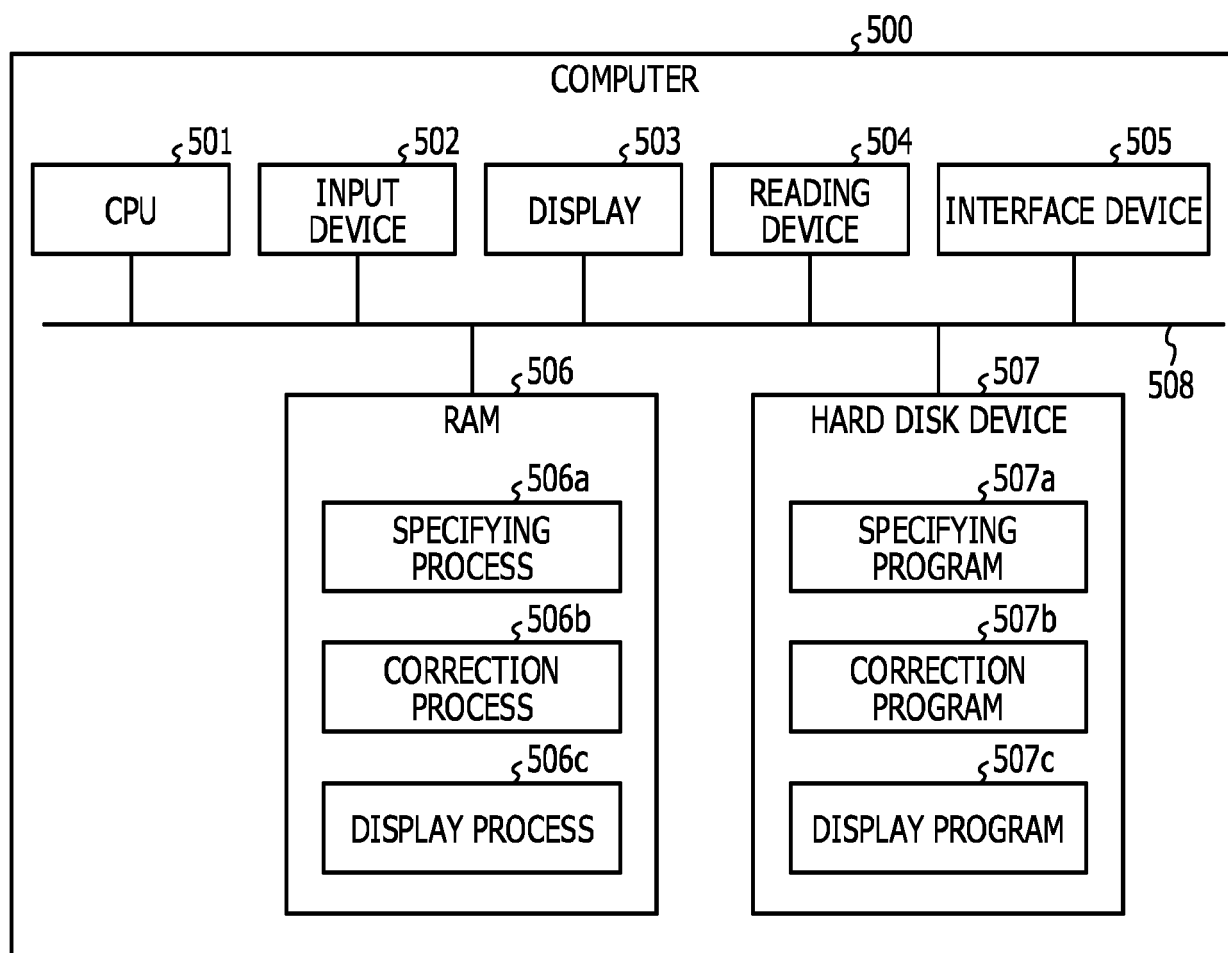 500
COMPUTER
501
502
503
504
505
CPU
INPUT
DEVICE
DISPLAY
READING
DEVICE
INTERFACE DEVICE
508
506
507
RAM
HARD DISK DEVICE
506a
507a
SPECIFYING
PROCESS
SPECIFYING
PROGRAM
506b
507b
CORRECTION
PROCESS
CORRECTION
PROGRAM
506c
507c
DISPLAY PROCESS
DISPLAY PROGRAM